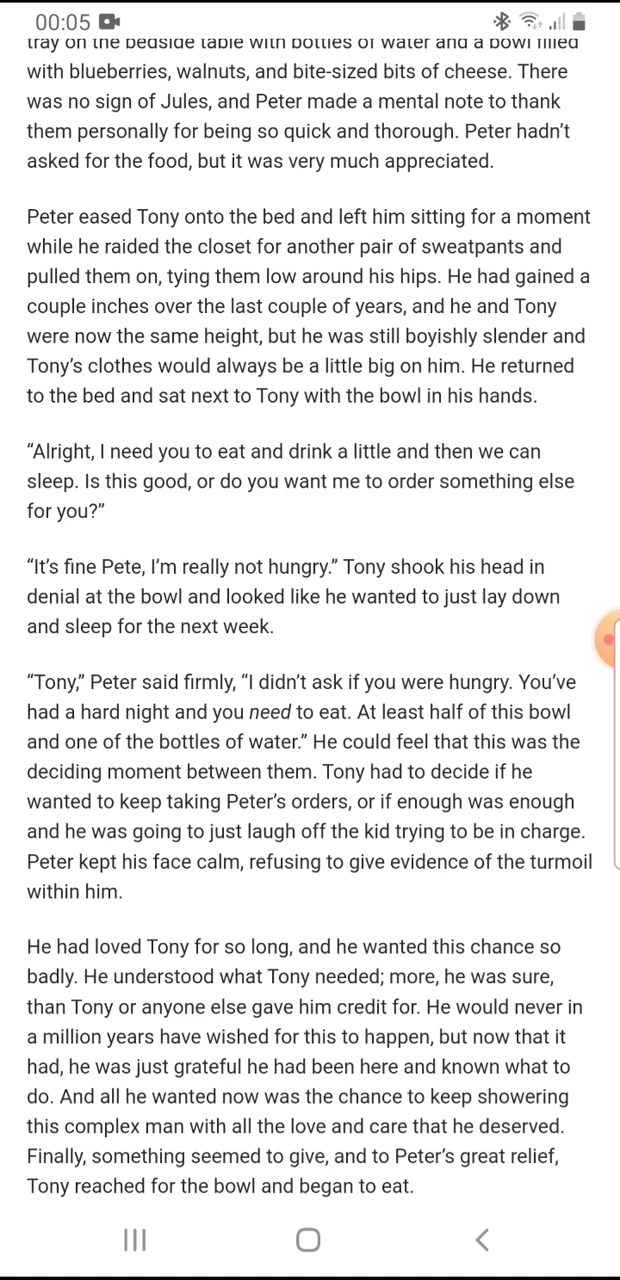 00:05
tray on the bedside table with bottles of water and a bowl filled
with blueberries, walnuts, and bite-sized bits of cheese. There
was no sign of Jules, and Peter made a mental note to thank
them personally for being so quick and thorough. Peter hadn’t
asked for the food, but it was very much appreciated.
Peter eased Tony onto the bed and left him sitting for a moment
while he raided the closet for another pair of sweatpants and
pulled them on, tying them low around his hips. He had gained a
couple inches over the last couple of years, and he and Tony
were now the same height, but he was still boyishly slender and
Tony’s clothes would always be a little big on him. He returned
to the bed and sat next to Tony with the bowl in his hands.
“Alright, I need you to eat and drink a little and then we can
sleep. Is this good, or do you want me to order something else
for you?”
“It’s fine Pete, I’m really not hungry.” Tony shook his head in
denial at the bowl and looked like he wanted to just lay down
and sleep for the next week.
“Tony,” Peter said firmly, “I didn’t ask if you were hungry. You’ve
had a hard night and you need to eat. At least half of this bowl
and one of the bottles of water.” He could feel that this was the
deciding moment between them. Tony had to decide if he
wanted to keep taking Peter’s orders, or if enough was enough
and he was going to just laugh off the kid trying to be in charge.
Peter kept his face calm, refusing to give evidence of the turmoil
within him.
He had loved Tony for so long, and he wanted this chance so
badly. He understood what Tony needed; more, he was sure,
than Tony or anyone else gave him credit for. He would never in
a million years have wished for this to happen, but now that it
had, he was just grateful he had been here and known what to
do. And all he wanted now was the chance to keep showering
this complex man with all the love and care that he deserved.
Finally, something seemed to give, and to Peter’s great relief,
Tony reached for the bowl and began to eat.